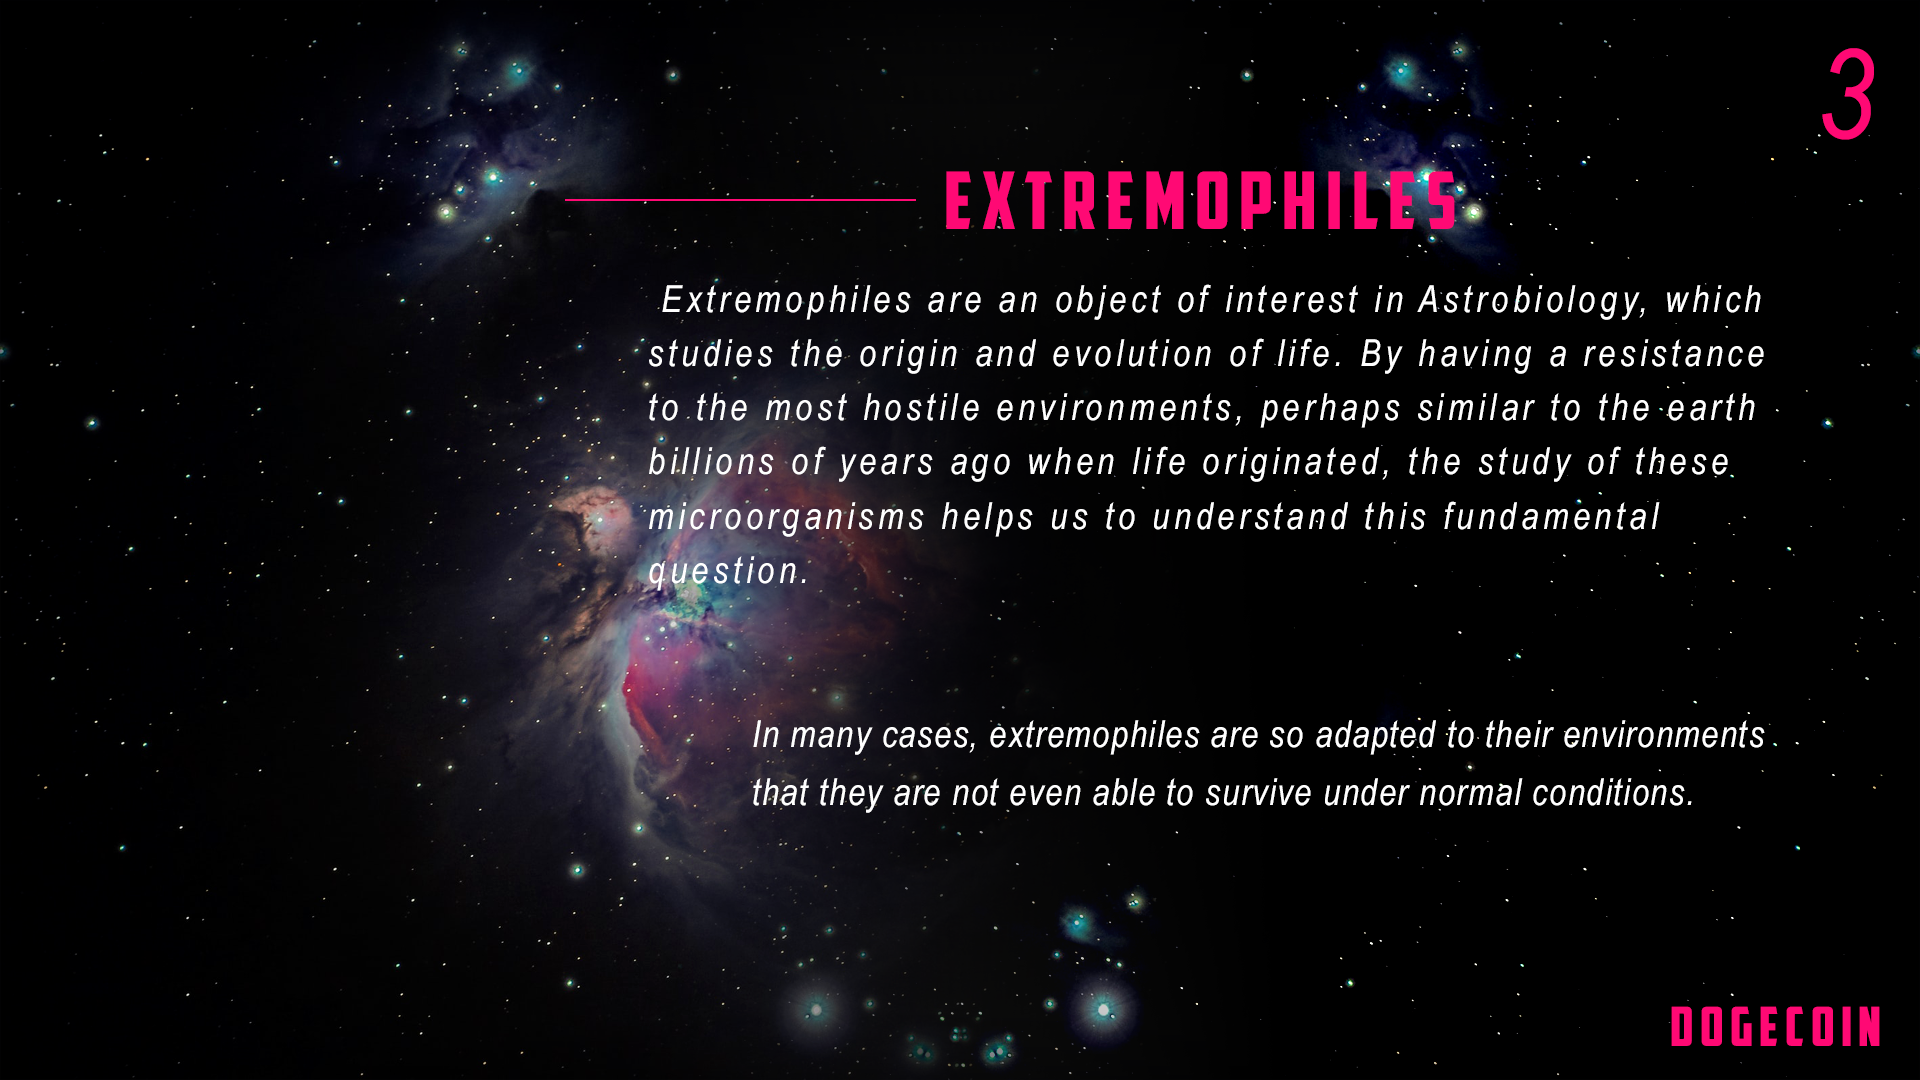 3
EXTREMOPHILES
Extremophiles are an object of interest in Astrobiology, which
studies the origin and evolution of life. By having a resistance
to the most hostile environments, perhaps similar to the earth
billions of years ago when life originated, the study of these
microorganisms helps us to understand this fundamental
question.
In many cases, extremophiles are so adapted to their environments
that they are not even able to survive under normal conditions.
DOGECOIN